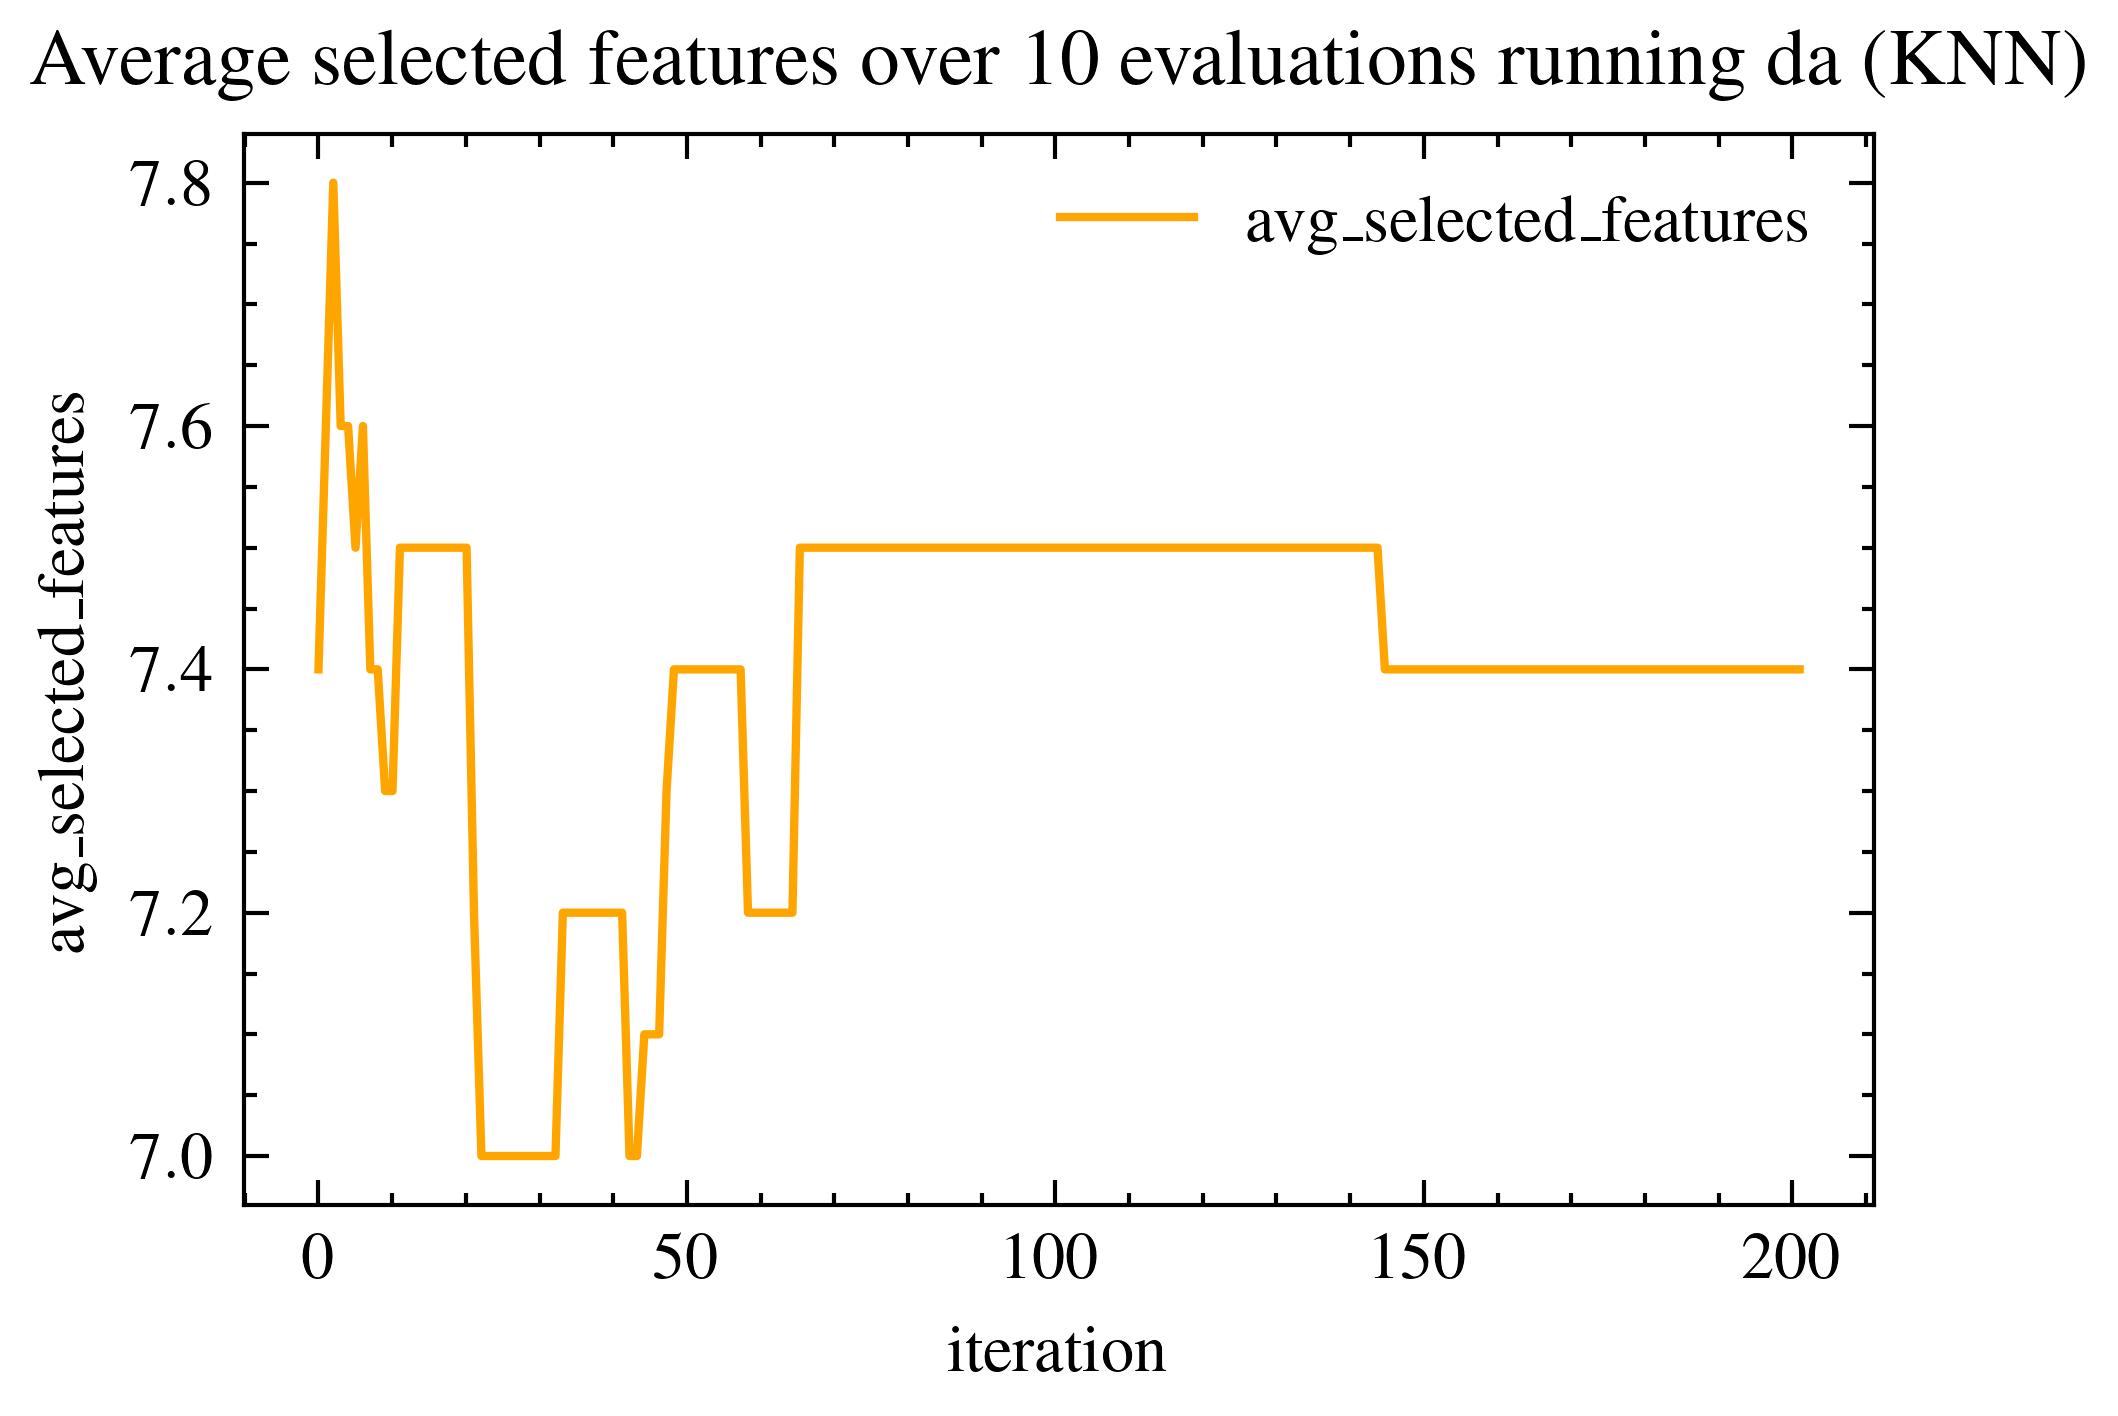 Average selected features over 10 evaluations running da (KNN)
avg_selected_features
7.8
7.6
7.4
7.2
7.0
avg_selected_features
0 50 100 150 200
iteration